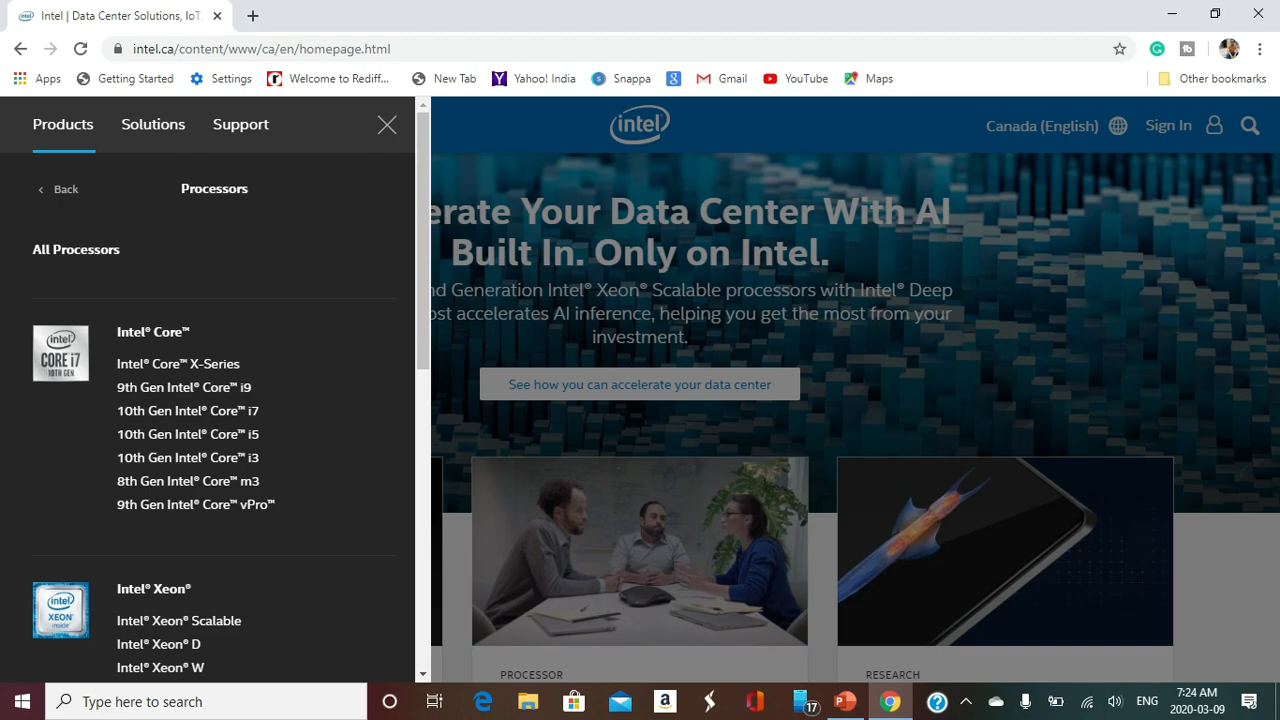 Intel | Data Center Solutions, IoT,
intel.ca/content/www/ca/en/homepage.html
Apps
Getting Started
Settings
Welcome to Rediff...
New Tab
Yahoo! India
Snappa
Gmail
YouTube
Maps
Other bookmarks
Products
Solutions
Support
intel
Canada (English)
Sign In
Back
Processors
All Processors
Intel® Core™
Intel® Core™ X-Series
9th Gen Intel® Core™ i9
10th Gen Intel® Core™ i7
10th Gen Intel® Core™ i5
10th Gen Intel® Core™ i3
8th Gen Intel® Core™ m3
9th Gen Intel® Core™ vPro™
intel
CORE i7
10TH GEN
Intel® Xeon®
Intel® Xeon® Scalable
Intel® Xeon® D
Intel® Xeon® W
intel
XEON
inside
erate Your Data Center With AI
Built In. Only on Intel.
nd Generation Intel® Xeon® Scalable processors with Intel® Deep
ost accelerates AI inference, helping you get the most from your
investment.
See how you can accelerate your data center
PROCESSOR
RESEARCH
Type here to search
17
ENG
7:24 AM
2020-03-09